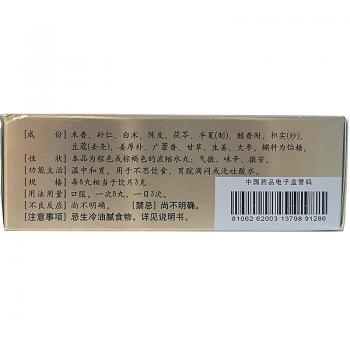 [成 份] 木香、砂仁、白术、陈皮、茯苓、半夏(制)、醋香附、枳实(炒)、
豆蔻(去壳)、姜厚朴、广藿香、甘草、生姜、大枣。辅料为饴糖。
[性 状] 本品为棕色或棕褐色的浓缩水丸;气微,味辛、微苦。
[功能主治] 温中和胃。用于不思饮食,胃脘满闷或泛吐酸水。
[规 格] 每8丸相当于饮片3克
[用法用量] 口服,一次8丸,一日3次。
[不良反应] 尚不明确。 [禁忌] 尚不明确。
[注意事项] 忌生冷油腻食物。详见说明书。
中国药品电子监管码
81062 62003 13798 91286